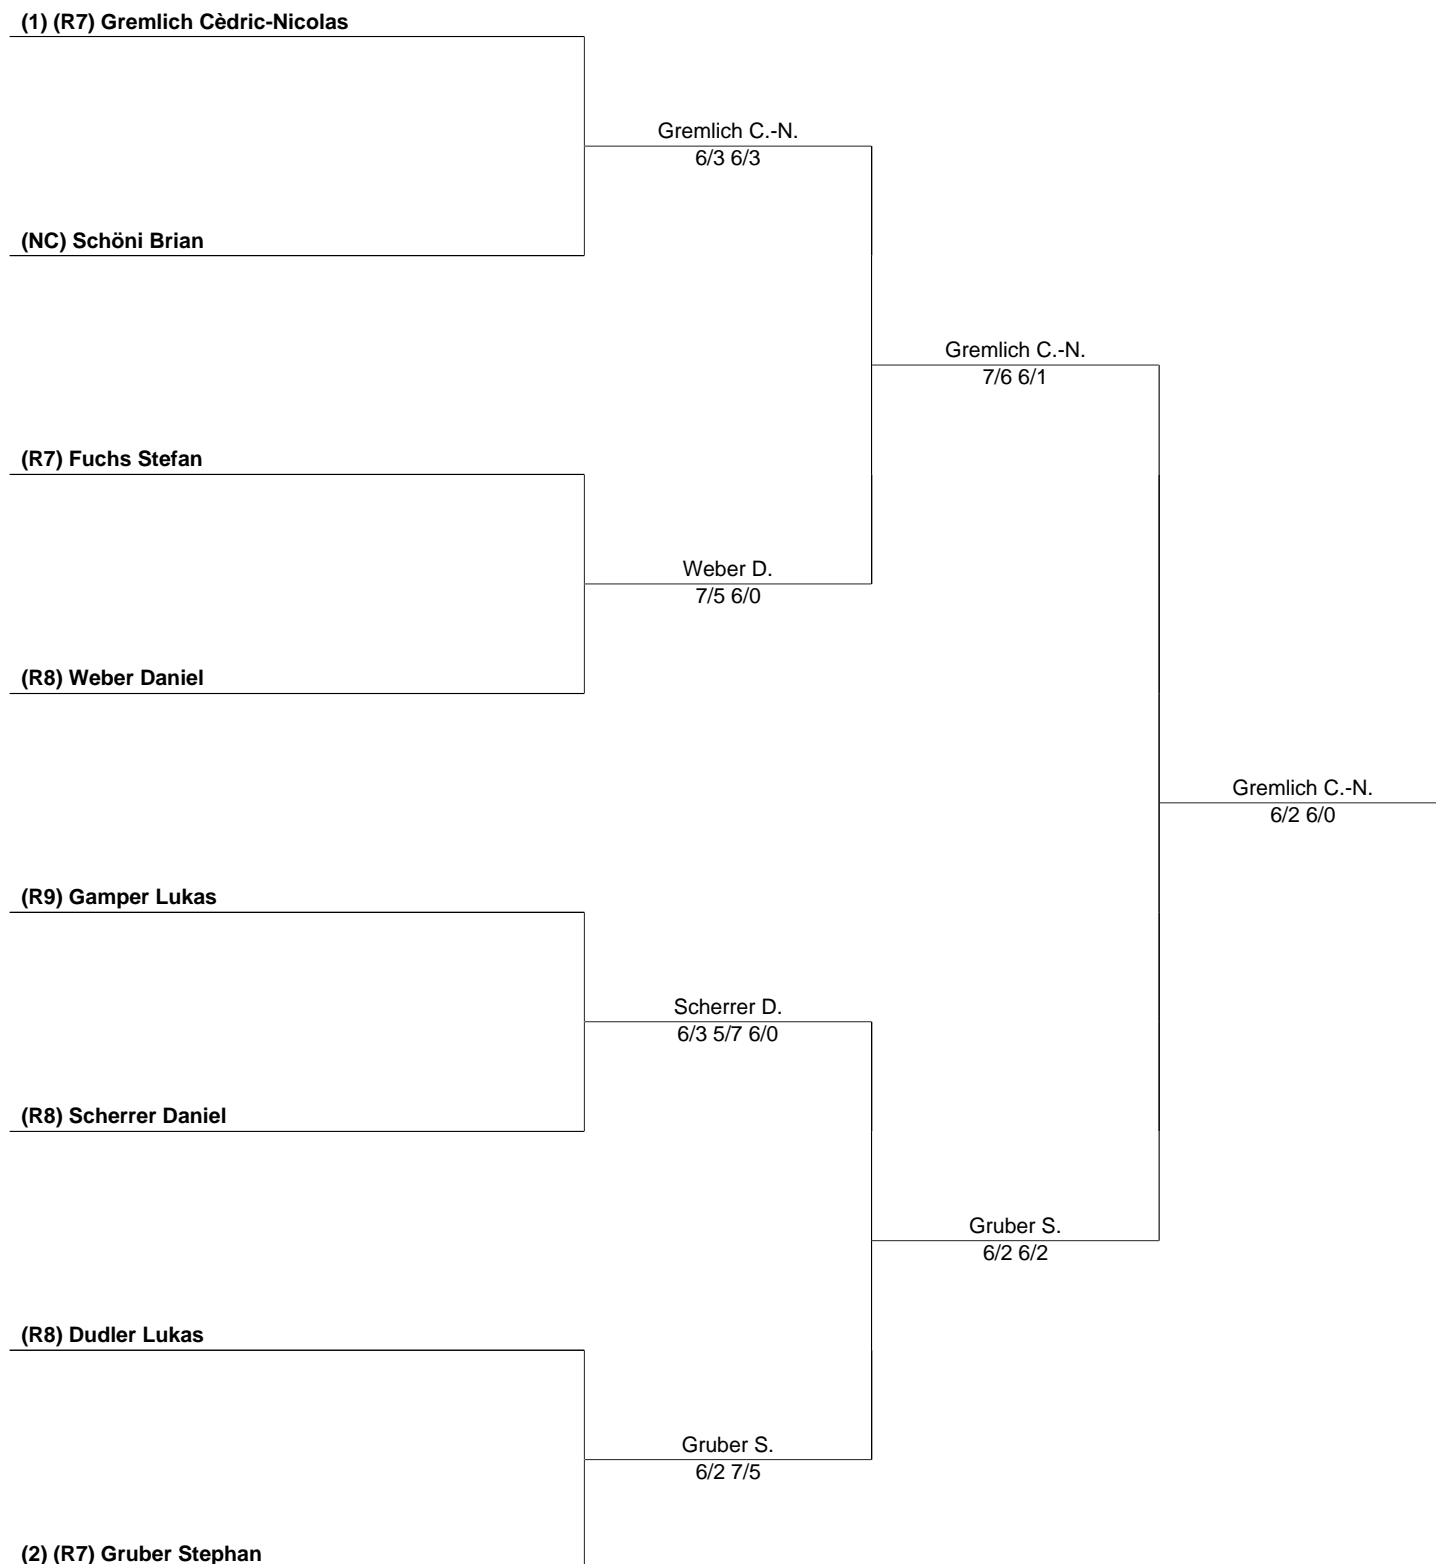 (1) (R7) Gremlich Cèdric-Nicolas
Gremlich C.-N.
6/3 6/3
(NC) Schöni Brian
Gremlich C.-N.
7/6 6/1
(R7) Fuchs Stefan
Weber D.
7/5 6/0
(R8) Weber Daniel
Gremlich C.-N.
6/2 6/0
(R9) Gamper Lukas
Scherrer D.
6/3 5/7 6/0
(R8) Scherrer Daniel
Gruber S.
6/2 6/2
(R8) Dudler Lukas
Gruber S.
6/2 7/5
(2) (R7) Gruber Stephan